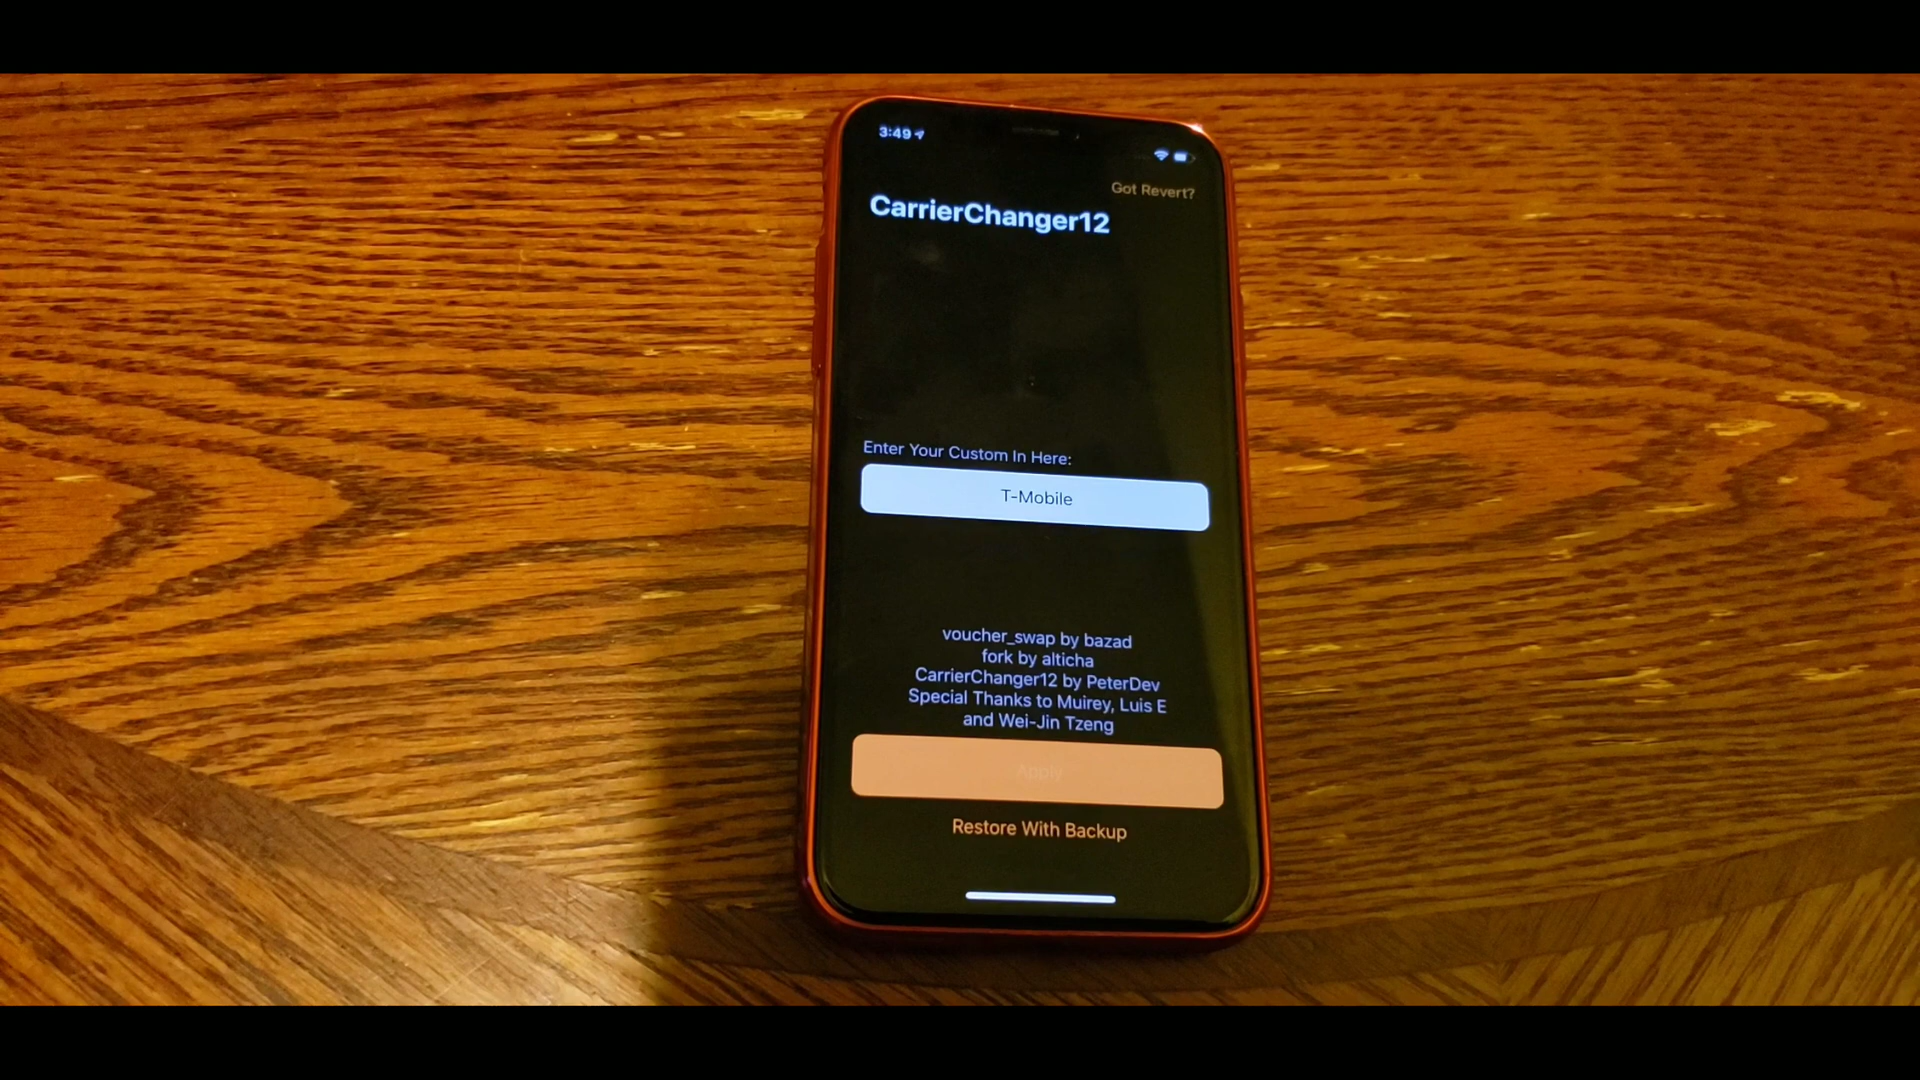 3:49
Got Revert?
CarrierChanger12
Enter Your Custom In Here:
T-Mobile
voucher_swap by bazad
fork by alticha
CarrierChanger12 by PeterDev
Special Thanks to Muirey, Luis E
and Wei-Jin Tzeng
Apply
Restore With Backup